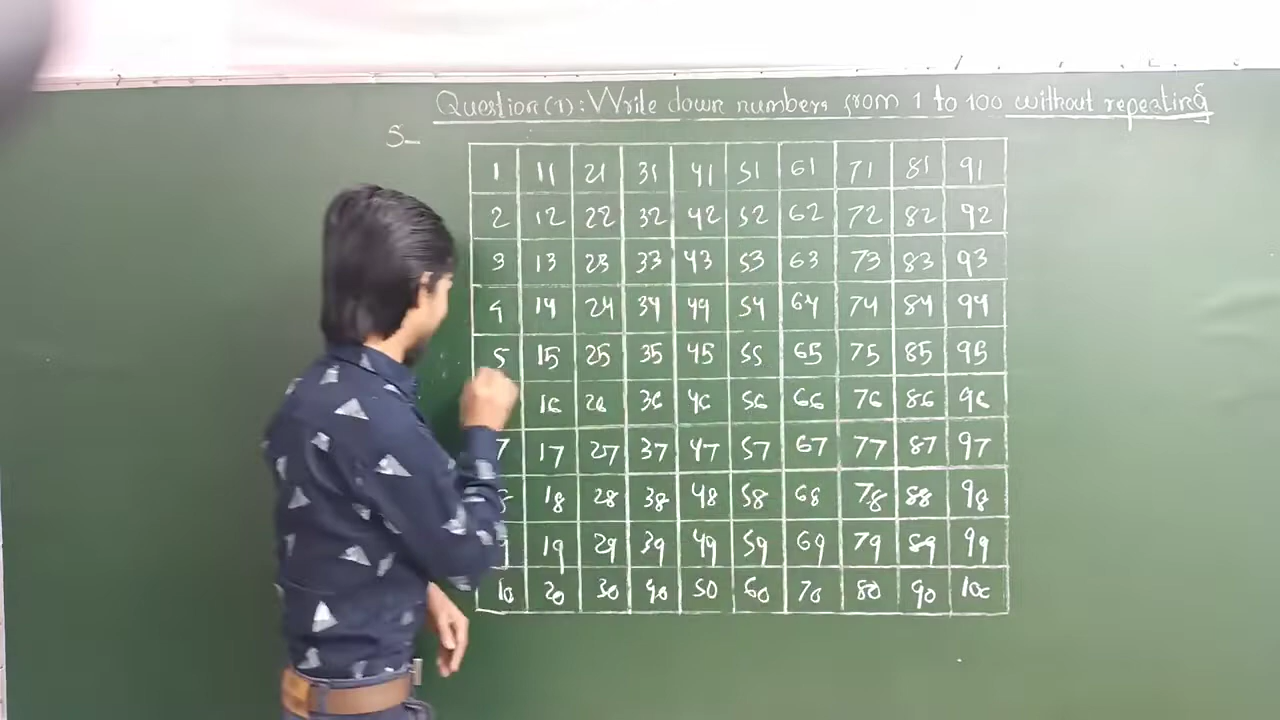 Question(1): Write down numbers from 1 to 100 without repeating
S-
1 11 21 31 41 51 61 71 81 91
2 12 22 32 42 52 62 72 82 92
3 13 23 33 43 53 63 73 83 93
4 14 24 34 44 54 64 74 84 94
5 15 25 35 45 55 65 75 85 95
16 26 36 46 56 66 76 86 96
7 17 27 37 47 57 67 77 87 97
8 18 28 38 48 58 68 78 88 98
9 19 29 39 49 59 69 79 89 99
10 20 30 40 50 60 70 80 90 100